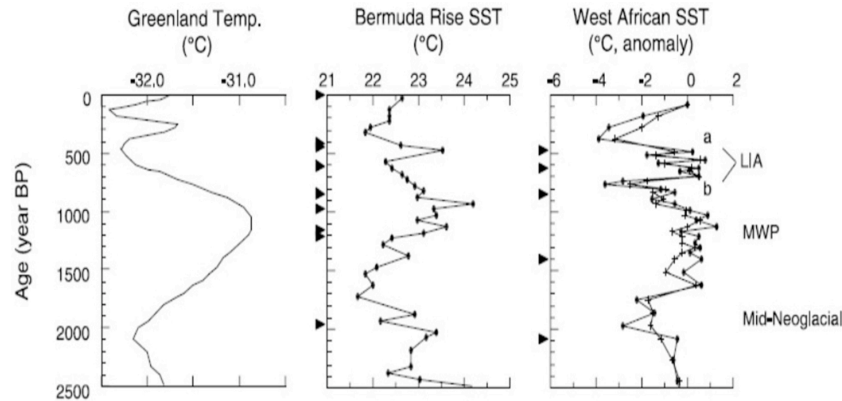 Greenland Temp.
(°C)
Bermuda Rise SST
(°C)
West African SST
(°C, anomaly)
-32,0 -31,0
21 22 23 24 25
-6 -4 -2 0 2
Age (year BP)
0
500
1000
1500
2000
2500
a
LIA
b
MWP
Mid-Neoglacial